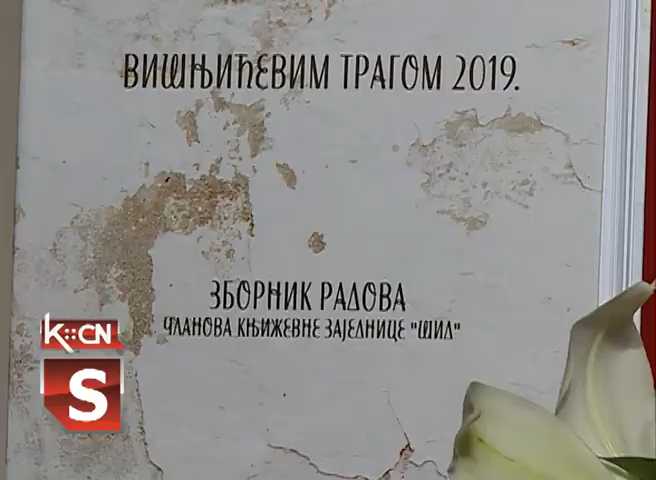 ВИШЊИЋЕВИМ ТРАГОМ 2019.
ЗБОРНИК РАДОВА
ЧЛАНОВА КЊИЖЕВНЕ ЗАЈЕДНИЦЕ "ШИД"
K::CN
S